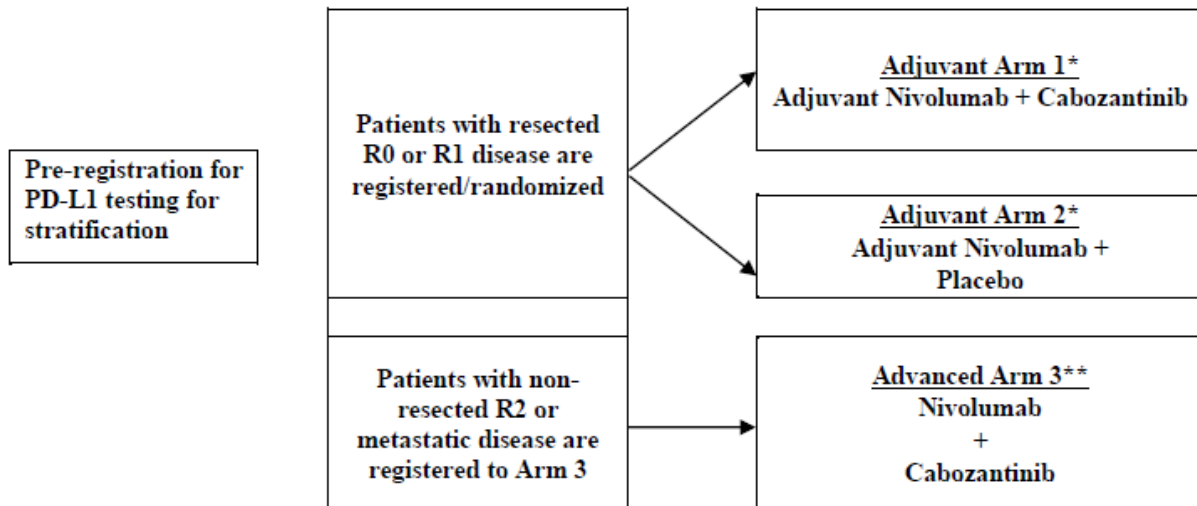 Pre-registration for
PD-L1 testing for
stratification
Patients with resected
R0 or R1 disease are
registered/randomized
Adjuvant Arm 1*
Adjuvant Nivolumab + Cabozantinib
Adjuvant Arm 2*
Adjuvant Nivolumab +
Placebo
Patients with non-
resected R2 or
metastatic disease are
registered to Arm 3
Advanced Arm 3**
Nivolumab
+
Cabozantinib